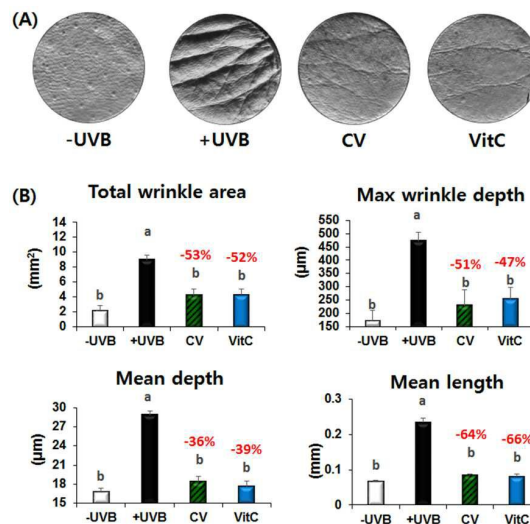 (A)
-UVB +UVB CV VitC
(B)
Total wrinkle area
(mm²)
14
12
10
8
6
4
2
0
b
a
-53%
b
-52%
b
-UVB +UVB CV VitC
Max wrinkle depth
(μm)
550
500
450
400
350
300
250
200
150
b
a
-51%
b
-47%
b
-UVB +UVB CV VitC
Mean depth
(μm)
30
27
24
21
18
15
b
a
-36%
b
-39%
b
-UVB +UVB CV VitC
Mean length
(mm)
0.3
0.2
0.1
0
b
a
-64%
b
-66%
b
-UVB +UVB CV VitC